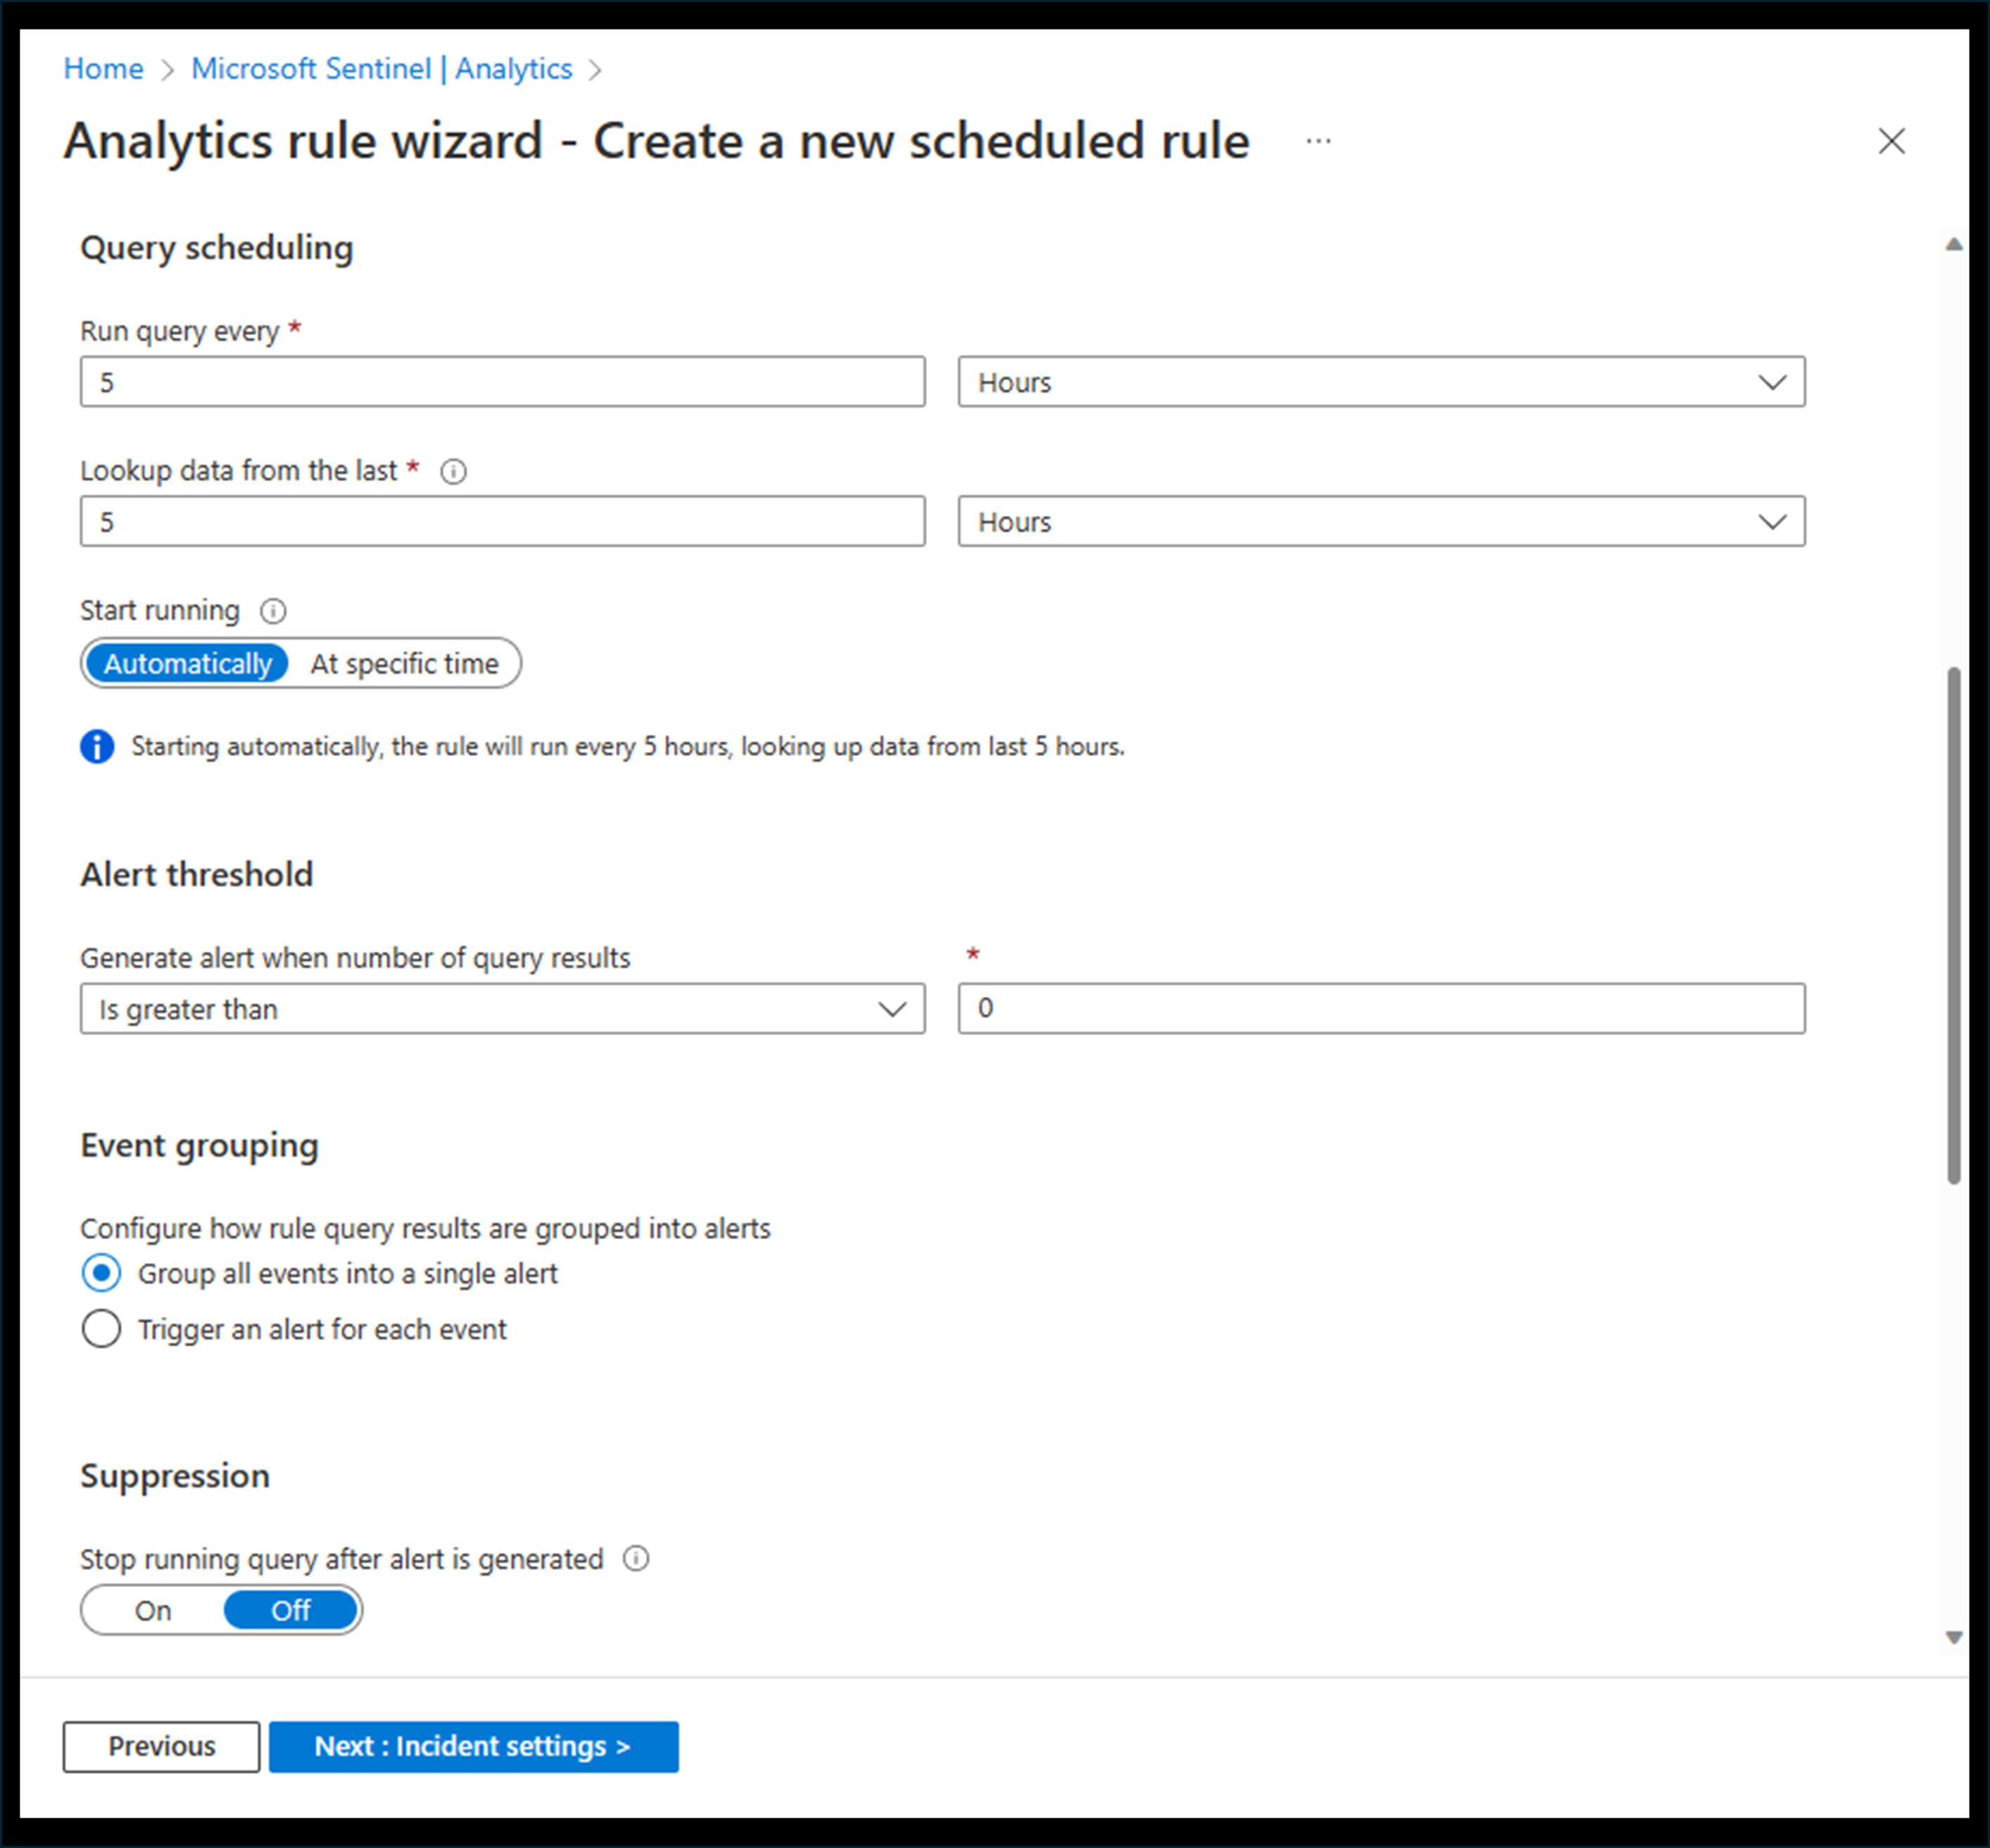 Home > Microsoft Sentinel | Analytics >
Analytics rule wizard - Create a new scheduled rule ...
Query scheduling
Run query every *
5 Hours
Lookup data from the last *
5 Hours
Start running
Automatically At specific time
Starting automatically, the rule will run every 5 hours, looking up data from last 5 hours.
Alert threshold
Generate alert when number of query results *
Is greater than 0
Event grouping
Configure how rule query results are grouped into alerts
Group all events into a single alert
Trigger an alert for each event
Suppression
Stop running query after alert is generated
On Off
Previous Next : Incident settings >